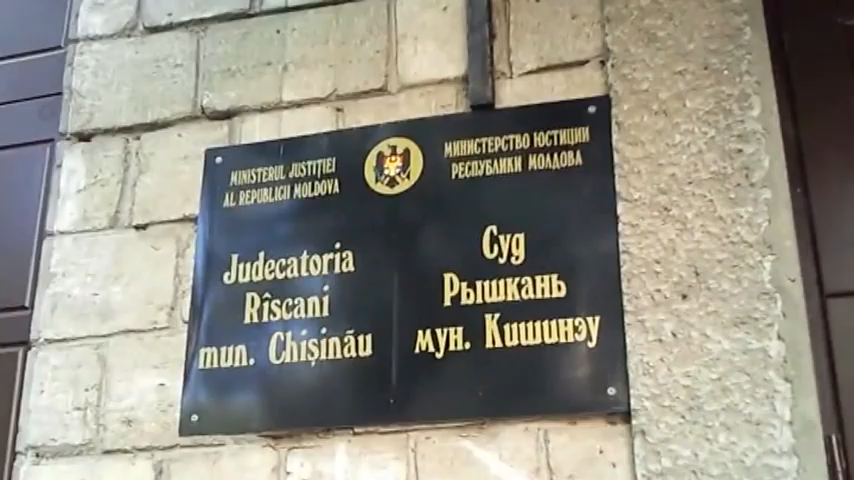 MINISTERUL JUSTIȚIEI
AL REPUBLICII MOLDOVA
Judecatoria
Rîscani
mun. Chișinău
МИНИСТЕРСТВО ЮСТИЦИИ
РЕСПУБЛИКИ МОЛДОВА
Суд
Рышкань
мун. Кишинэу